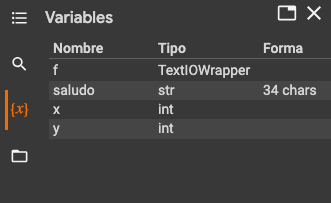 Variables
Nombre Tipo Forma
f TextIOWrapper
saludo str 34 chars
{x} x int
y int